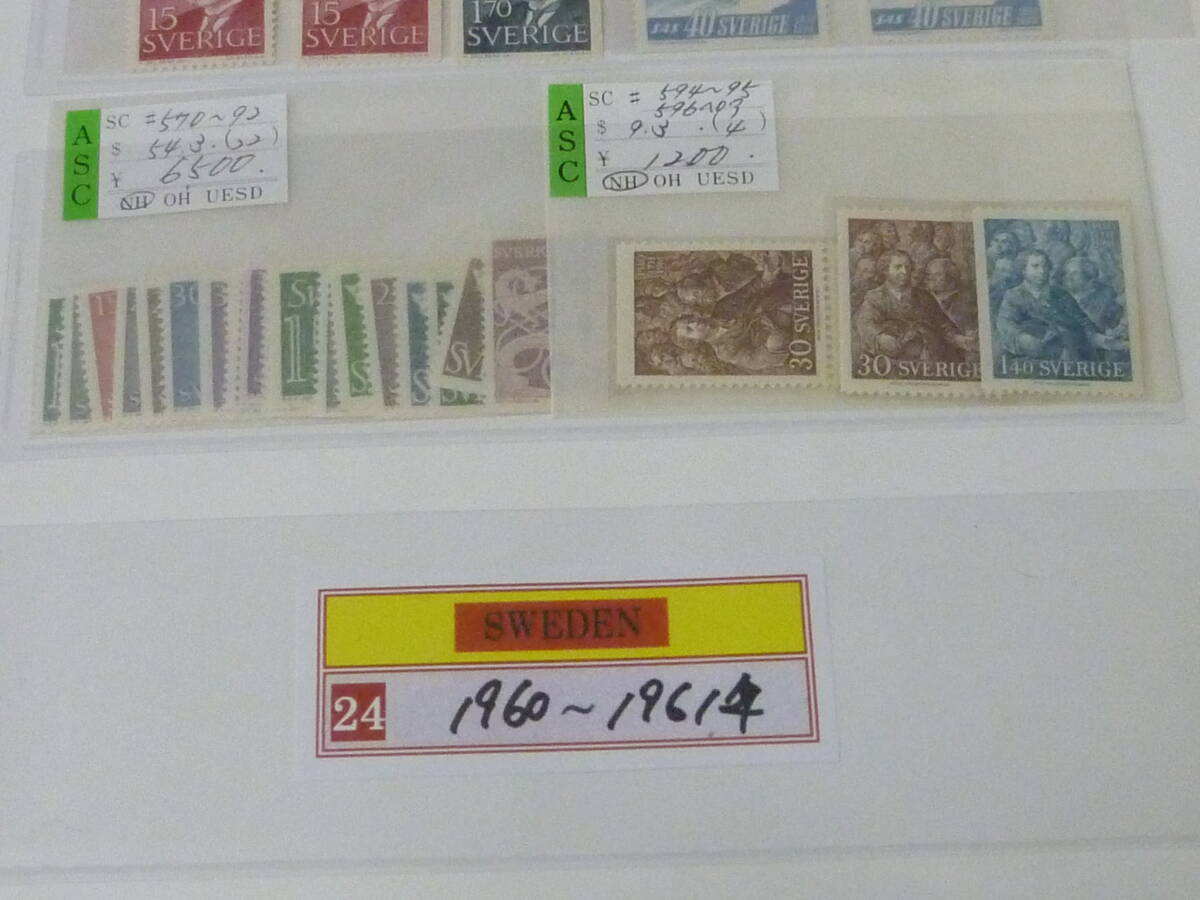 15
SVERIGE
15
SVERIGE
170
SVERIGE
SAS 40 SVERIGE
SAS 40 SVERIGE
ASC
SC = 570~92
$ 54.3.(22)
¥ 6500.
NH OH UESD
ASC
SC = 594~95
$ 9.3 .(4)
¥ 1200.
NH OH UESD
30 SVERIGE
30 SVERIGE
140 SVERIGE
SWEDEN
24 1960~1961年